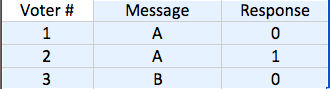 Voter # Message Response
1 A 0
2 A 1
3 B 0